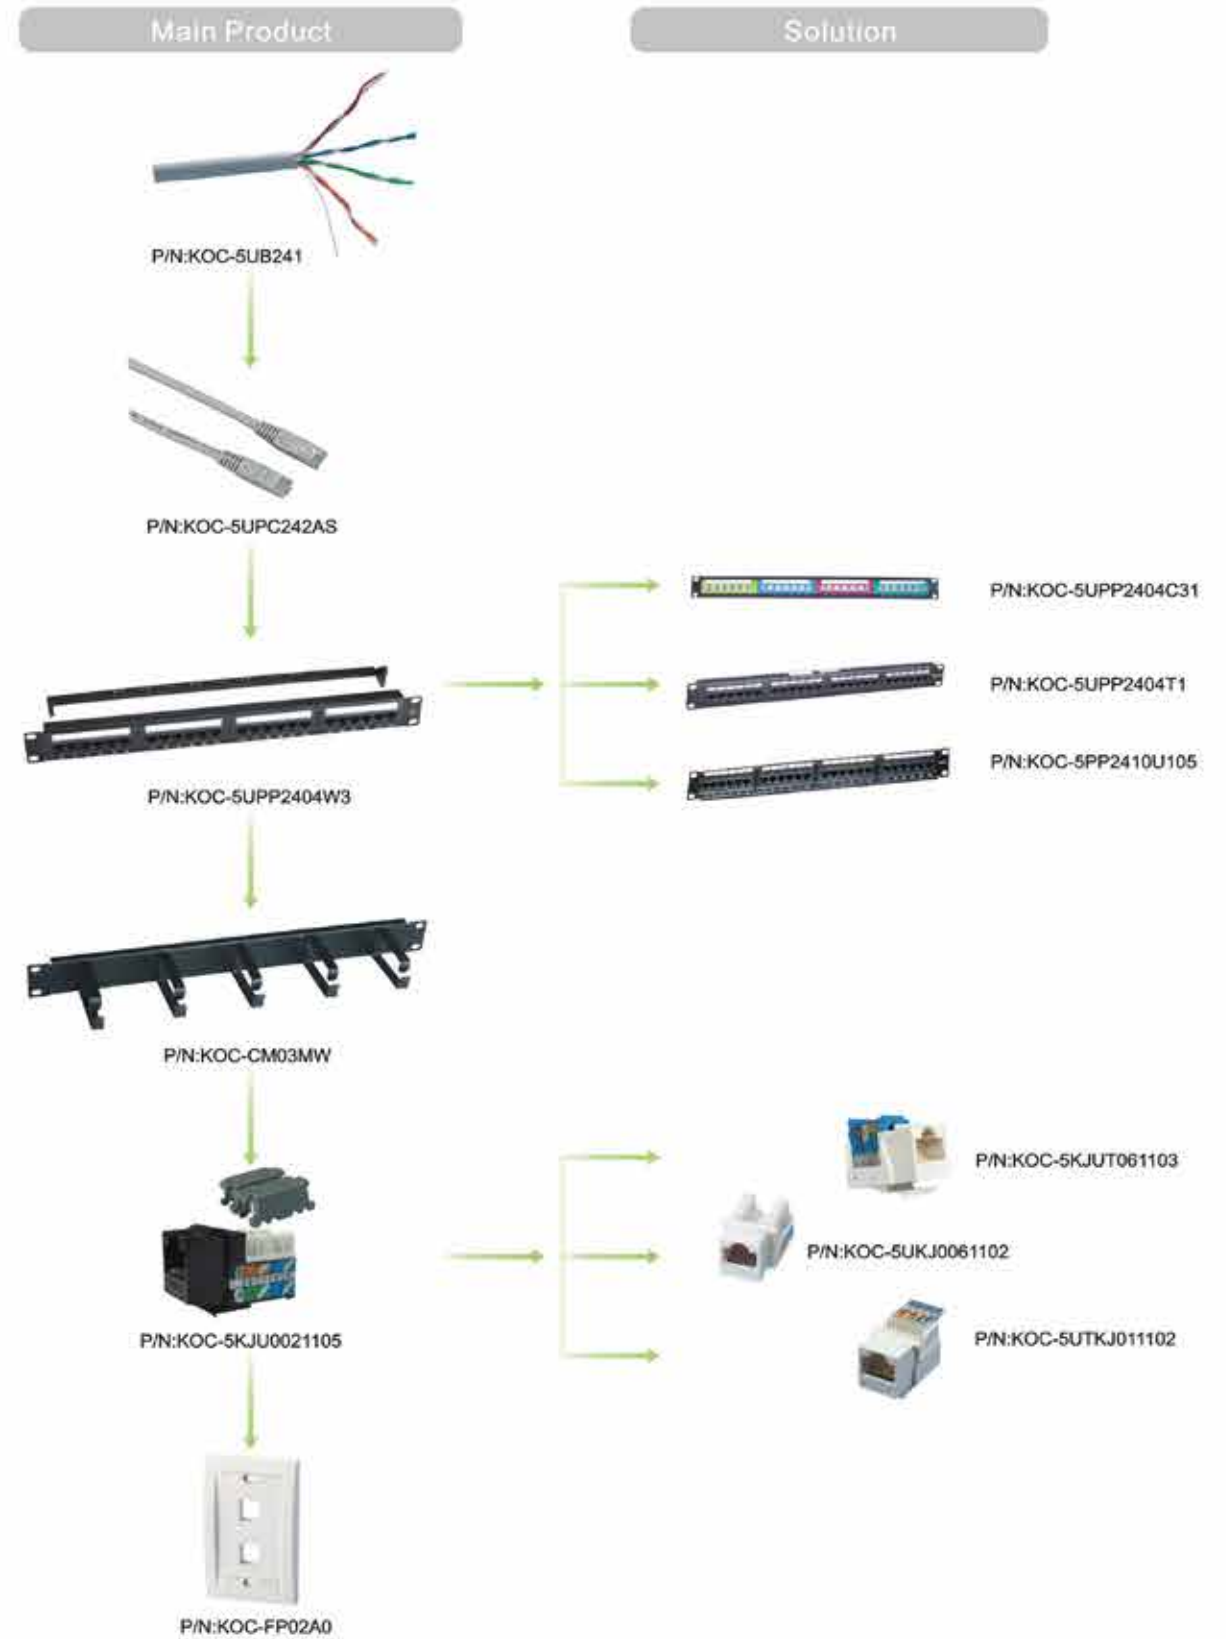 Main Product
Solution
P/N:KOC-5UB241
P/N:KOC-5UPC242AS
P/N:KOC-5UPP2404C31
P/N:KOC-5UPP2404T1
P/N:KOC-5PP2410U105
P/N:KOC-5UPP2404W3
P/N:KOC-CM03MW
P/N:KOC-5KJUT061103
P/N:KOC-5UKJ0061102
P/N:KOC-5KJU0021105
P/N:KOC-5UTKJ011102
P/N:KOC-FP02A0